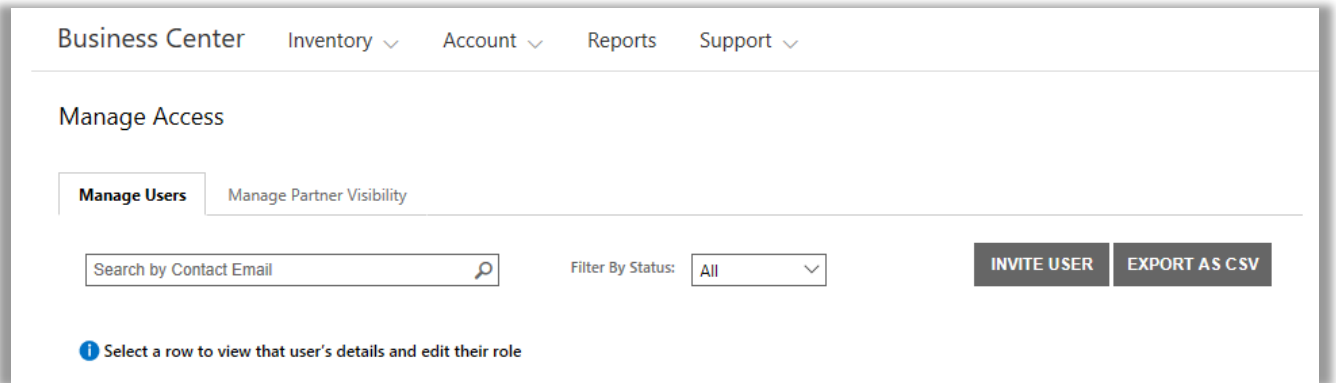 Business Center Inventory Account Reports Support
Manage Access
Manage Users Manage Partner Visibility
Search by Contact Email Filter By Status: All INVITE USER EXPORT AS CSV
i Select a row to view that user's details and edit their role